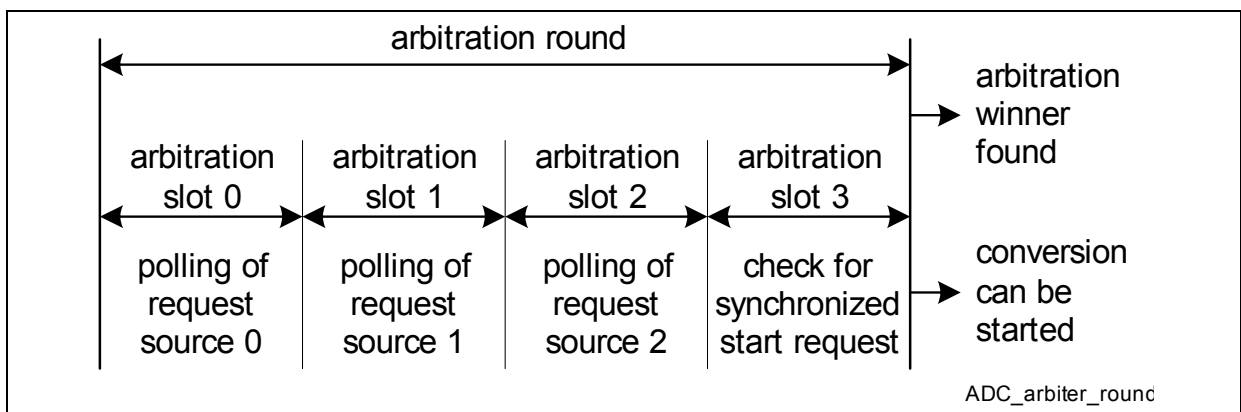 arbitration round
arbitration
winner
found
arbitration
slot 0
arbitration
slot 1
arbitration
slot 2
arbitration
slot 3
polling of
request
source 0
polling of
request
source 1
polling of
request
source 2
check for
synchronized
start request
conversion
can be
started
ADC_arbiter_round